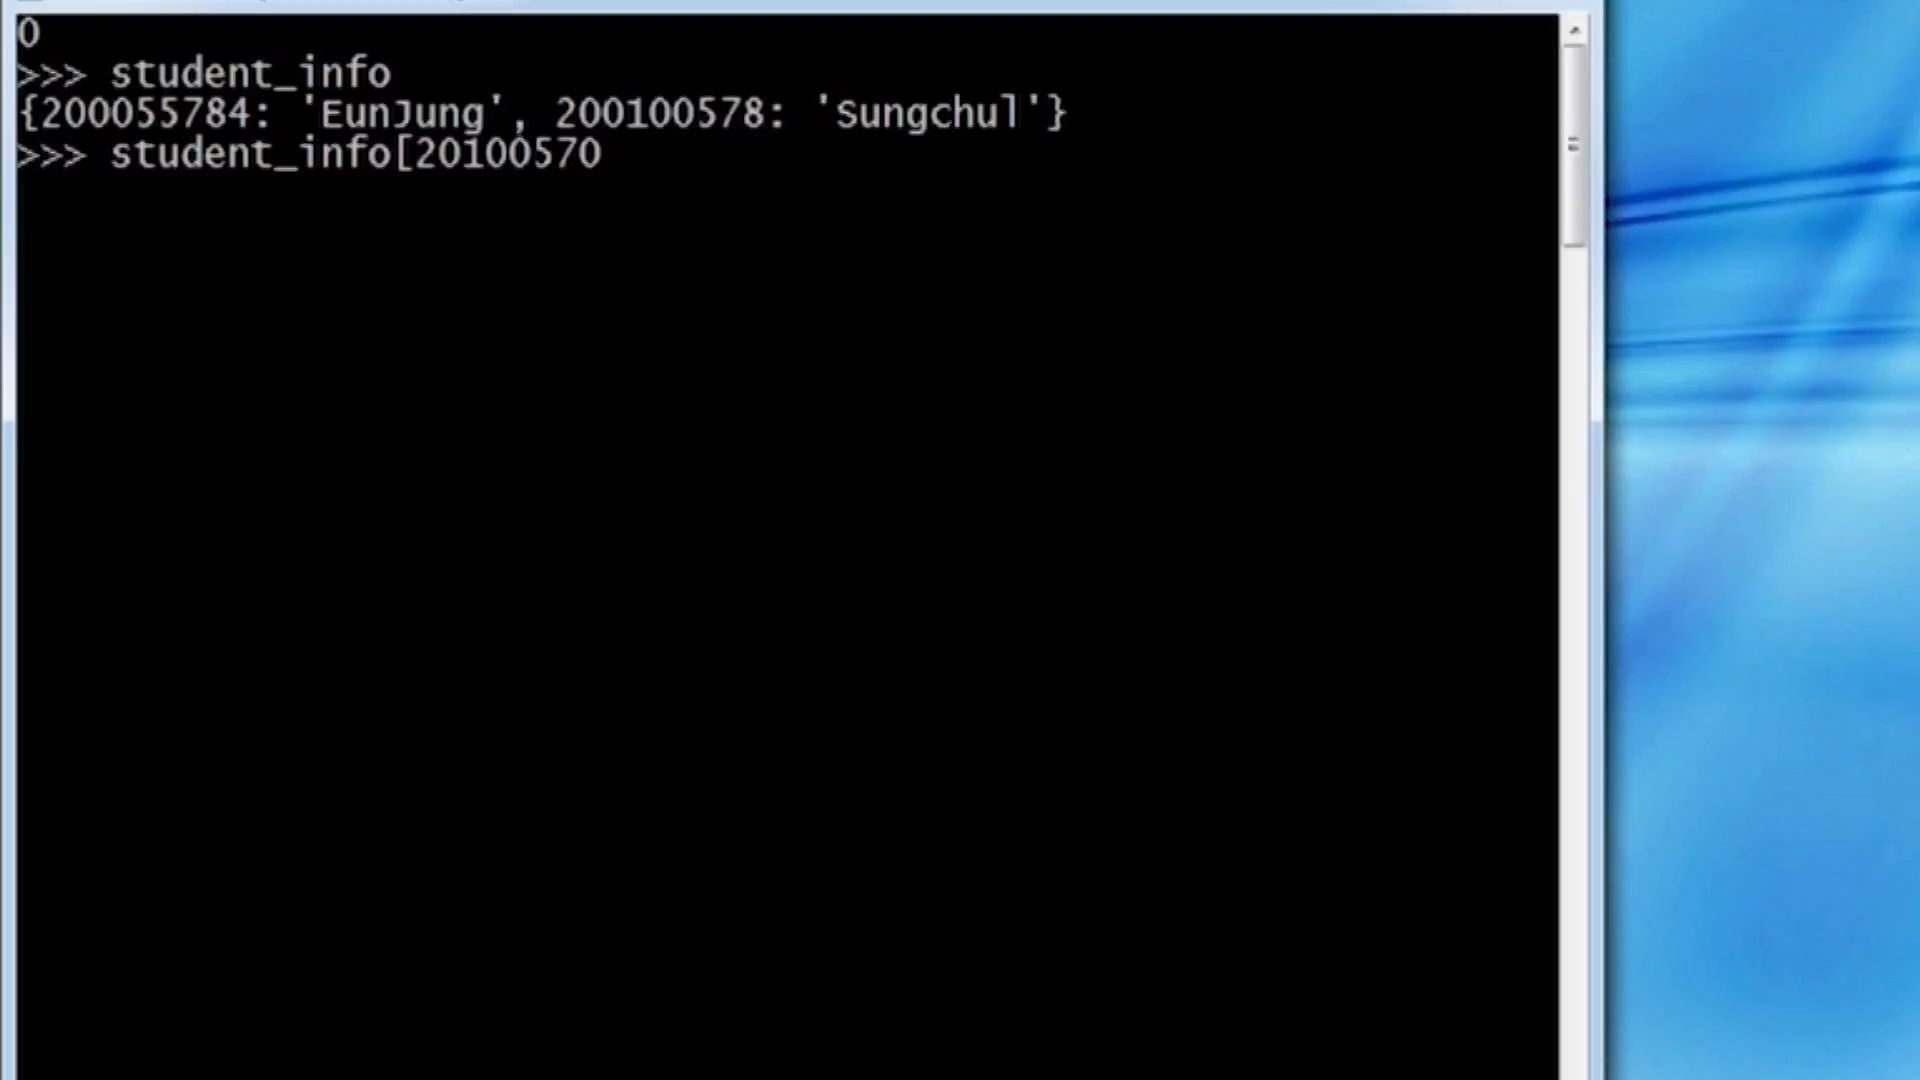 0
>>> student_info
{200055784: 'EunJung', 200100578: 'Sungchul'}
>>> student_info[20100570